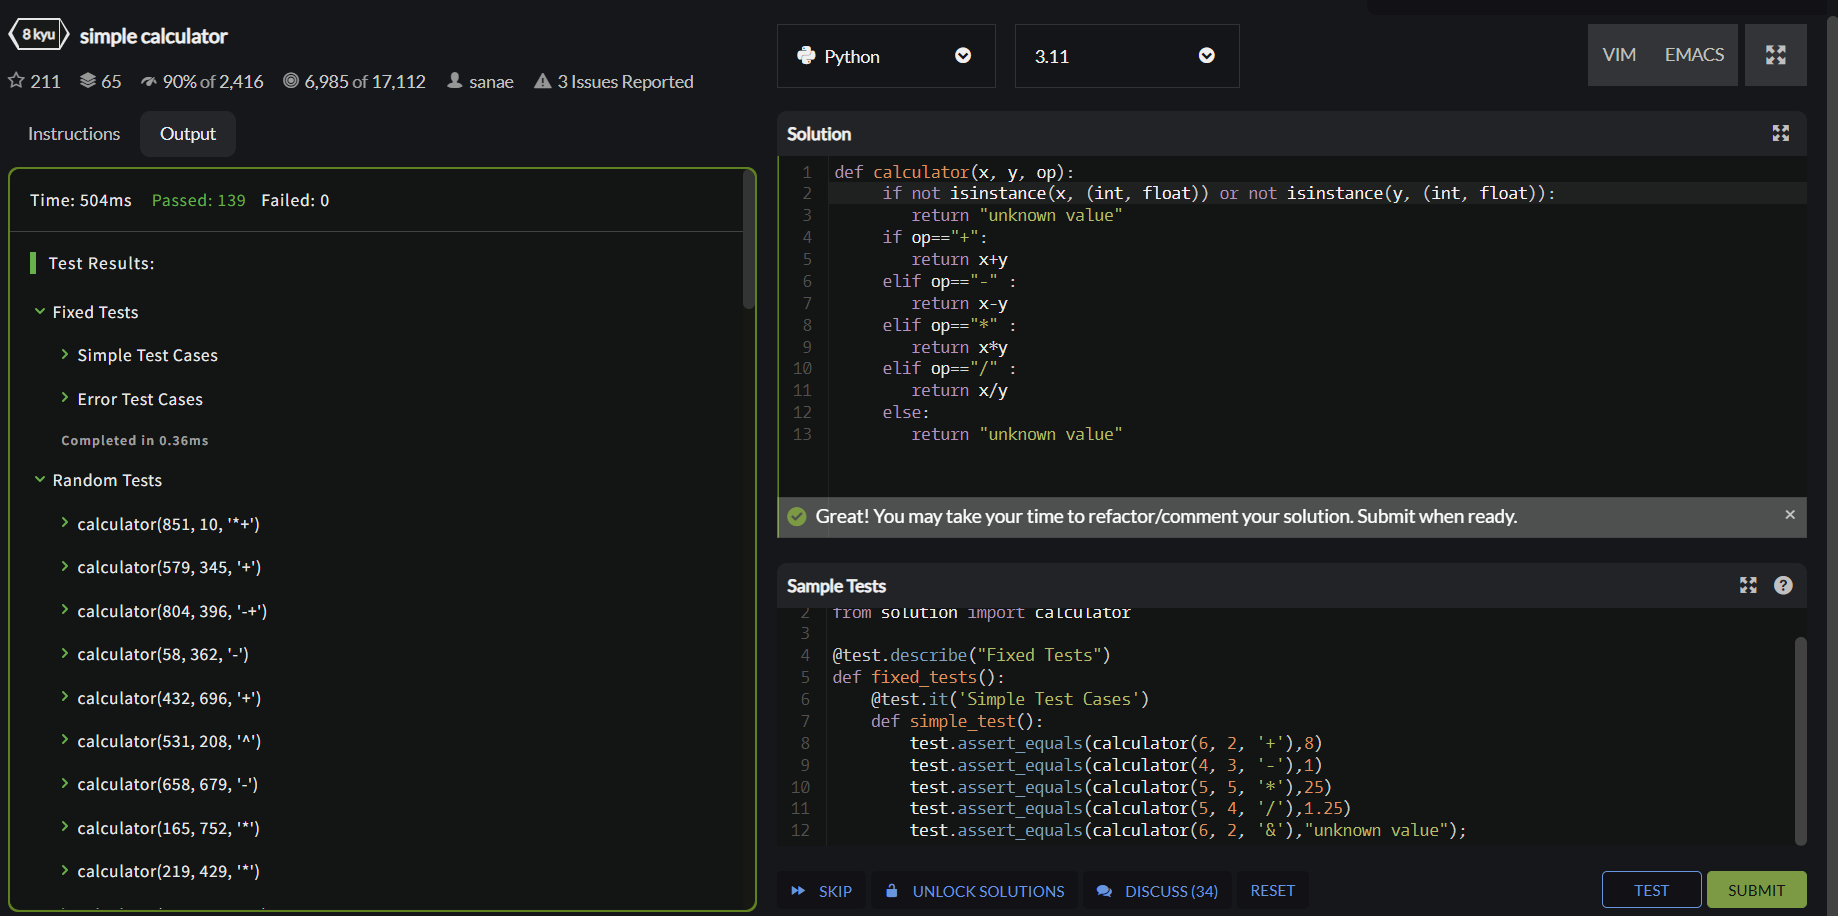 8 kyu simple calculator
211 65 90% of 2,416 6,985 of 17,112 sanae 3 Issues Reported
Instructions Output
Time: 504ms Passed: 139 Failed: 0
Test Results:
Fixed Tests
Simple Test Cases
Error Test Cases
Completed in 0.36ms
Random Tests
calculator(851, 10, '*+')
calculator(579, 345, '+')
calculator(804, 396, '-+')
calculator(58, 362, '-')
calculator(432, 696, '+')
calculator(531, 208, '^')
calculator(658, 679, '-')
calculator(165, 752, '*')
calculator(219, 429, '*')
Python 3.11 VIM EMACS
Solution
1 def calculator(x, y, op):
2 if not isinstance(x, (int, float)) or not isinstance(y, (int, float)):
3 return "unknown value"
4 if op=="+":
5 return x+y
6 elif op=="-" :
7 return x-y
8 elif op=="*" :
9 return x*y
10 elif op=="/" :
11 return x/y
12 else:
13 return "unknown value"
Great! You may take your time to refactor/comment your solution. Submit when ready.
Sample Tests
2 from solution import calculator
3
4 @test.describe("Fixed Tests")
5 def fixed_tests():
6 @test.it('Simple Test Cases')
7 def simple_test():
8 test.assert_equals(calculator(6, 2, '+'),8)
9 test.assert_equals(calculator(4, 3, '-'),1)
10 test.assert_equals(calculator(5, 5, '*'),25)
11 test.assert_equals(calculator(5, 4, '/'),1.25)
12 test.assert_equals(calculator(6, 2, '&'),"unknown value");
SKIP UNLOCK SOLUTIONS DISCUSS (34) RESET TEST SUBMIT